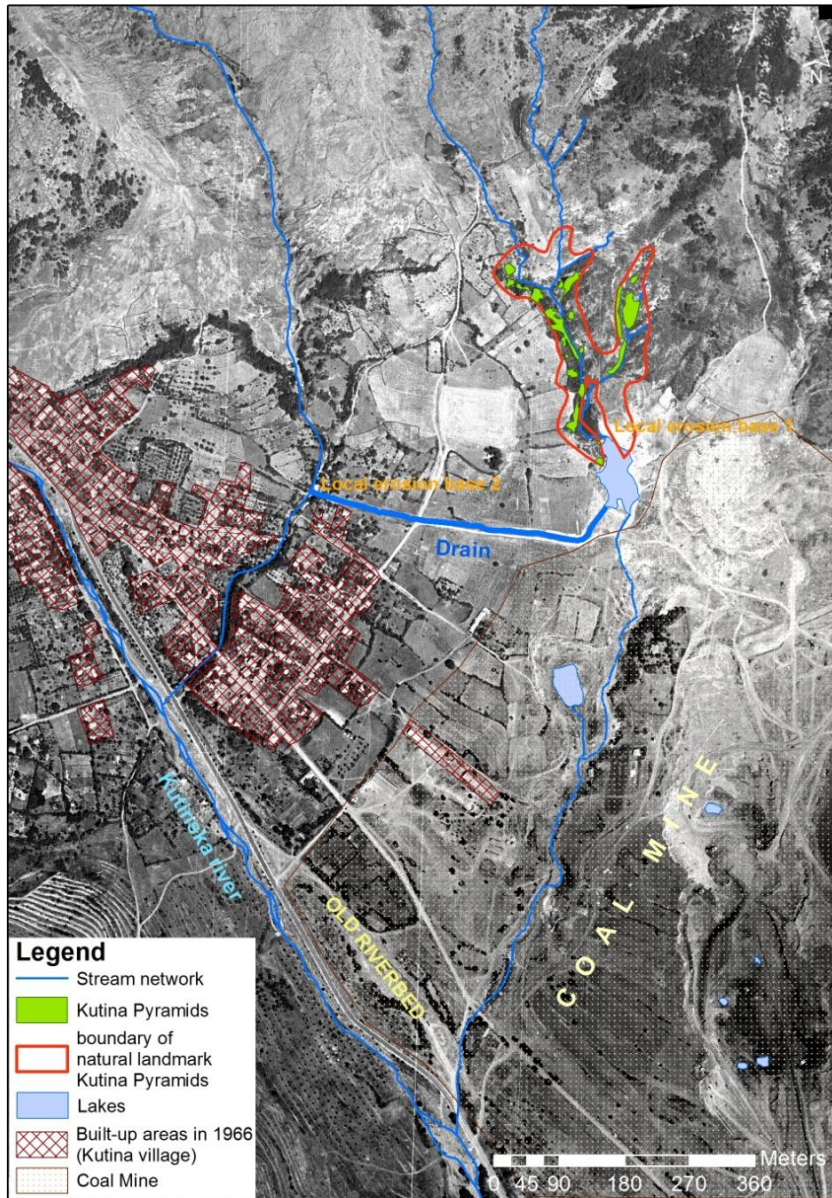 N
Local erosion base 1
Local erosion base 2
Drain
Kutinska river
OLD RIVERBED
COAL MINE
Legend
Stream network
Kutina Pyramids
boundary of
natural landmark
Kutina Pyramids
Lakes
Built-up areas in 1966
(Kutina village)
Coal Mine
Meters
0 45 90 180 270 360